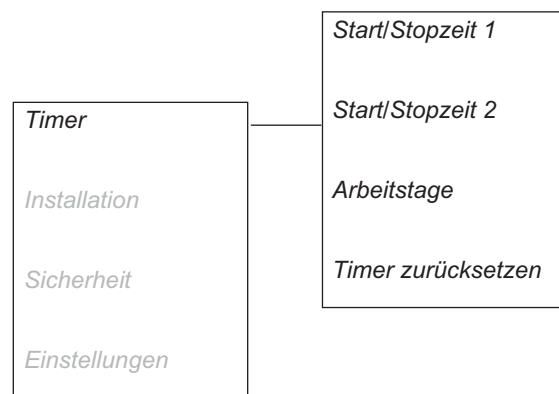 Timer
Installation
Sicherheit
Einstellungen
Start/Stopzeit 1
Start/Stopzeit 2
Arbeitstage
Timer zurücksetzen